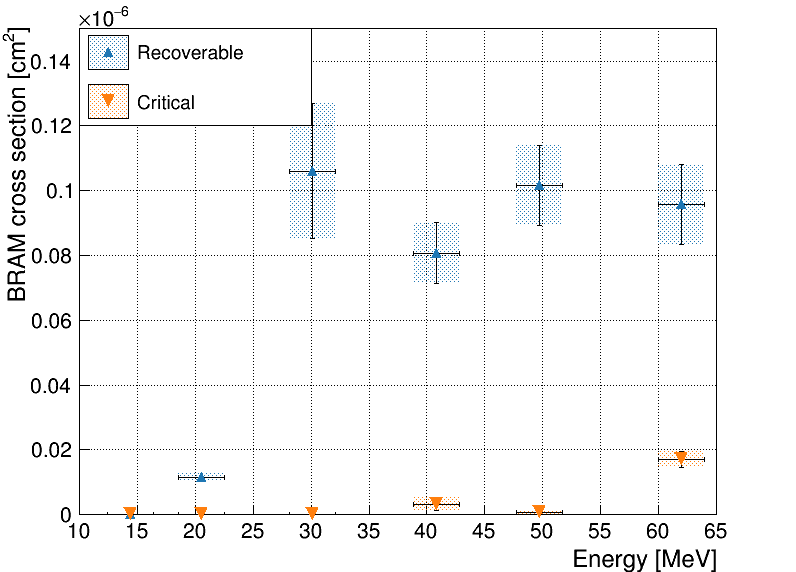 ×10⁻⁶
BRAM cross section [cm²]
Recoverable
Critical
0.14
0.12
0.1
0.08
0.06
0.04
0.02
0
10 15 20 25 30 35 40 45 50 55 60 65
Energy [MeV]